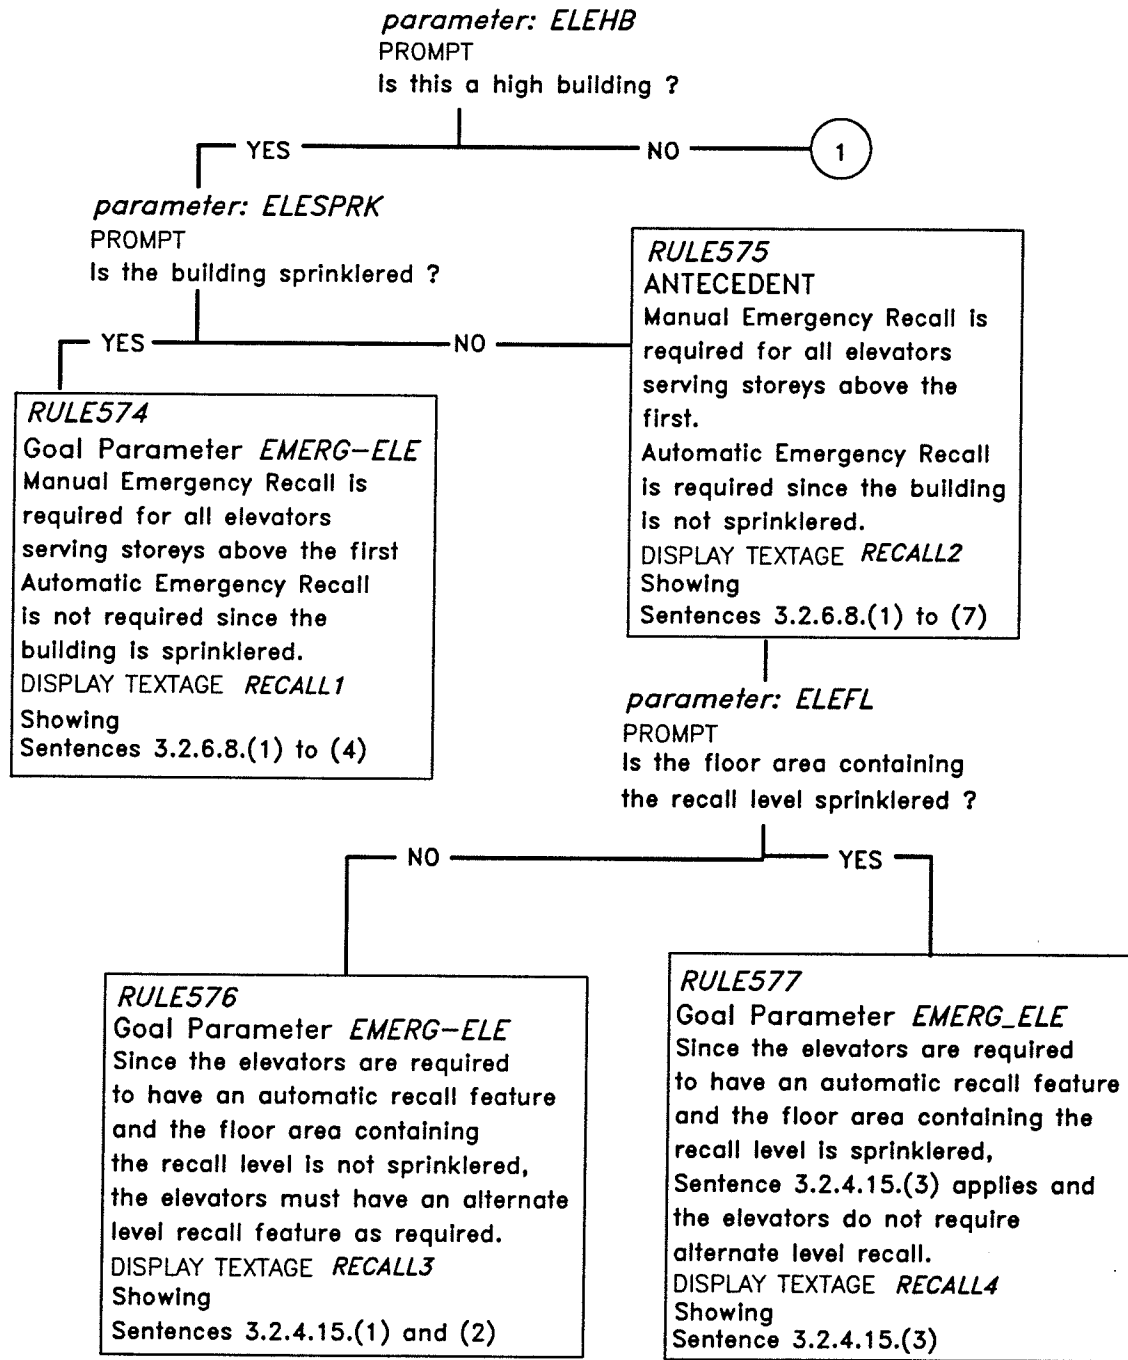 parameter: ELEHB
PROMPT
Is this a high building ?
YES
NO
1
parameter: ELESPRK
PROMPT
Is the building sprinklered ?
YES
NO
RULE575
ANTECEDENT
Manual Emergency Recall is
required for all elevators
serving storeys above the
first.
Automatic Emergency Recall
is required since the building
is not sprinklered.
DISPLAY TEXTAGE RECALL2
Showing
Sentences 3.2.6.8.(1) to (7)
RULE574
Goal Parameter EMERG-ELE
Manual Emergency Recall is
required for all elevators
serving storeys above the first
Automatic Emergency Recall
is not required since the
building is sprinklered.
DISPLAY TEXTAGE RECALL1
Showing
Sentences 3.2.6.8.(1) to (4)
parameter: ELEFL
PROMPT
Is the floor area containing
the recall level sprinklered ?
NO
YES
RULE576
Goal Parameter EMERG-ELE
Since the elevators are required
to have an automatic recall feature
and the floor area containing
the recall level is not sprinklered,
the elevators must have an alternate
level recall feature as required.
DISPLAY TEXTAGE RECALL3
Showing
Sentences 3.2.4.15.(1) and (2)
RULE577
Goal Parameter EMERG_ELE
Since the elevators are required
to have an automatic recall feature
and the floor area containing the
recall level is sprinklered,
Sentence 3.2.4.15.(3) applies and
the elevators do not require
alternate level recall.
DISPLAY TEXTAGE RECALL4
Showing
Sentence 3.2.4.15.(3)